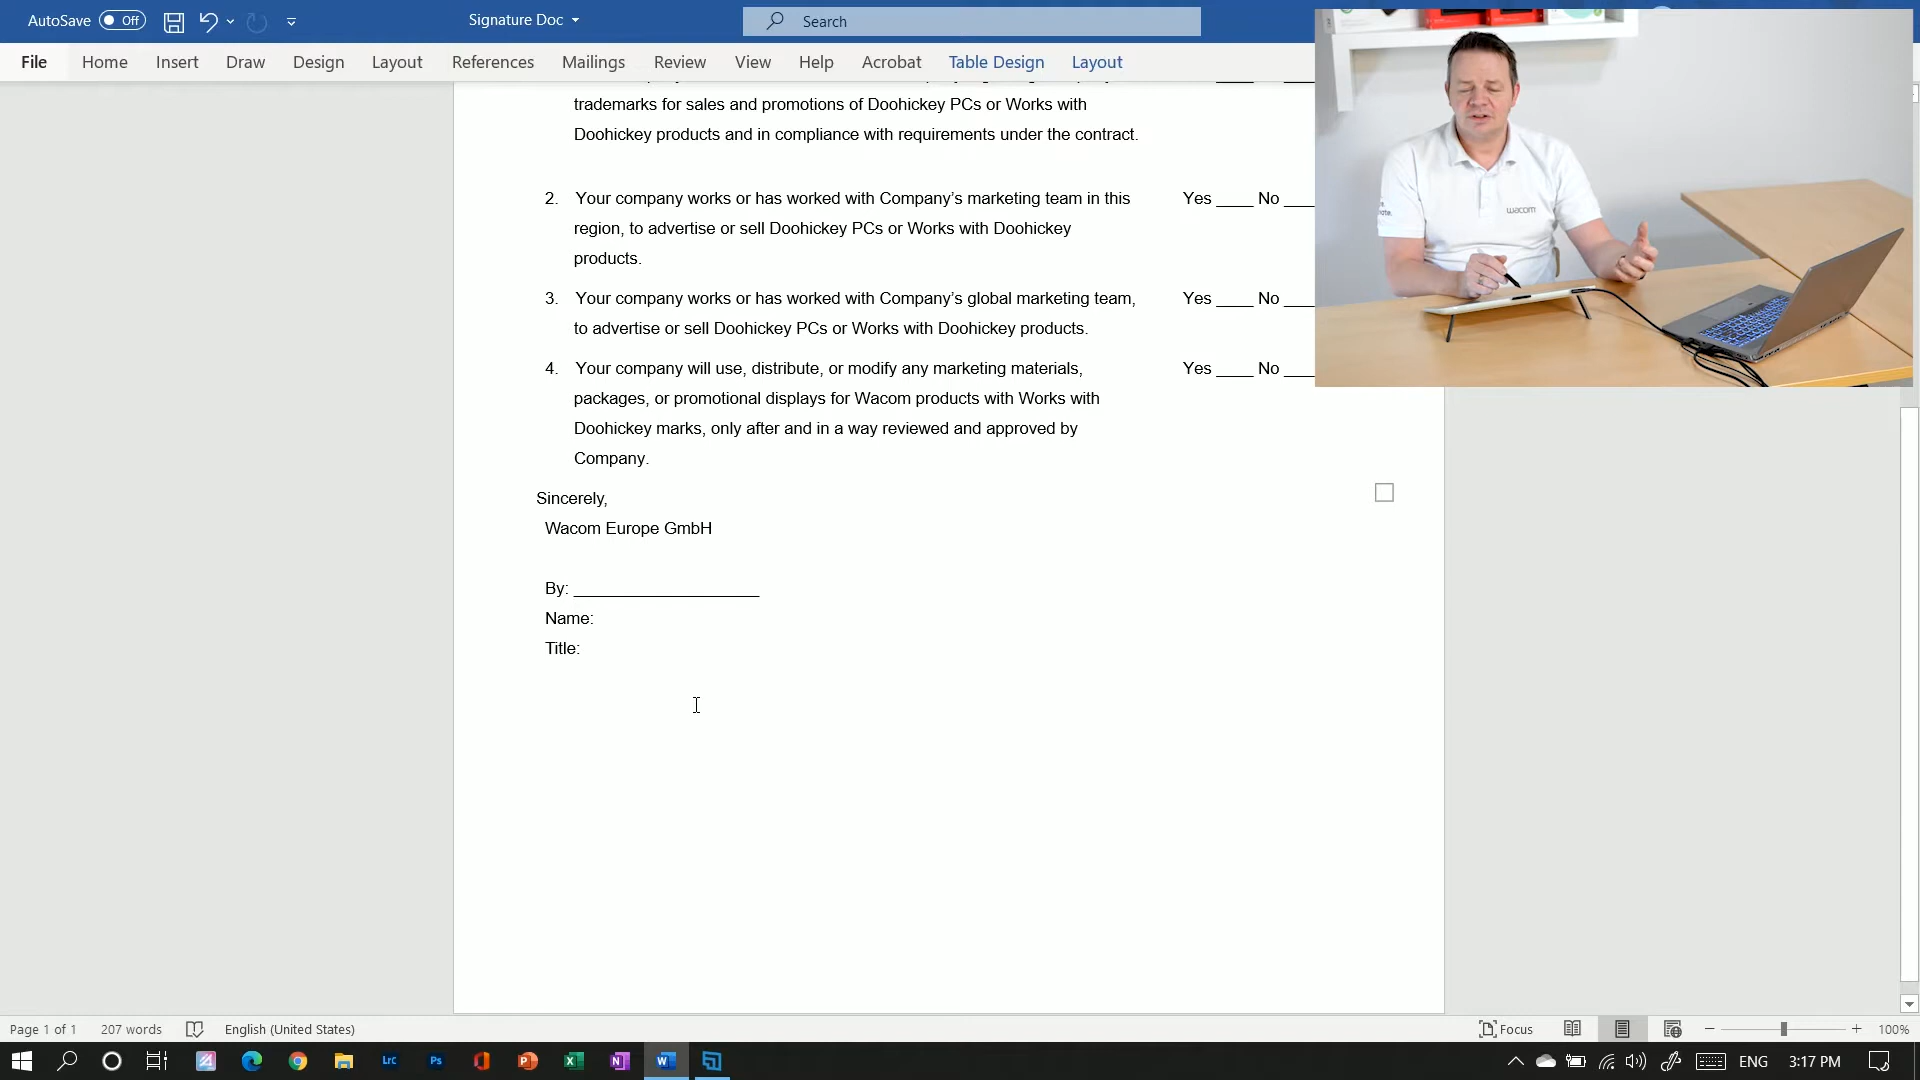 AutoSave Off Signature Doc Search
File Home Insert Draw Design Layout References Mailings Review View Help Acrobat Table Design Layout
trademarks for sales and promotions of Doohickey PCs or Works with
Doohickey products and in compliance with requirements under the contract.
2. Your company works or has worked with Company’s marketing team in this Yes ____ No ____
region, to advertise or sell Doohickey PCs or Works with Doohickey
products.
wacom
3. Your company works or has worked with Company’s global marketing team, Yes ____ No ____
to advertise or sell Doohickey PCs or Works with Doohickey products.
4. Your company will use, distribute, or modify any marketing materials, Yes ____ No ____
packages, or promotional displays for Wacom products with Works with
Doohickey marks, only after and in a way reviewed and approved by
Company.
Sincerely,
Wacom Europe GmbH
By: ____________________
Name:
Title:
Page 1 of 1 207 words English (United States) Focus 100%
Lrc Ps P X N W ENG 3:17 PM